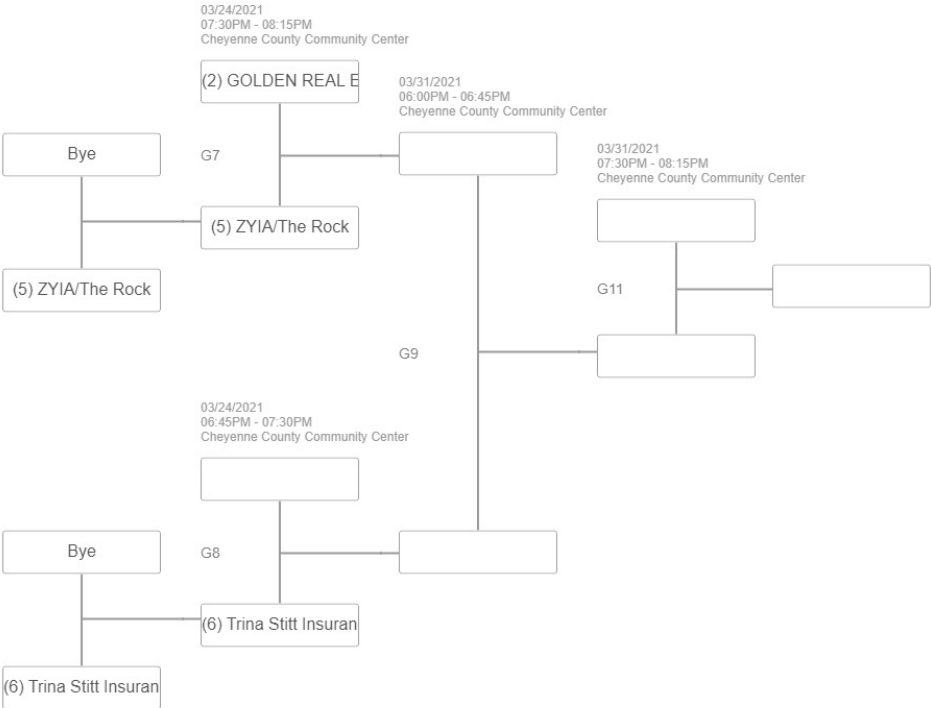 03/24/2021
07:30PM - 08:15PM
Cheyenne County Community Center
(2) GOLDEN REAL E
03/31/2021
06:00PM - 06:45PM
Cheyenne County Community Center
Bye
G7
03/31/2021
07:30PM - 08:15PM
Cheyenne County Community Center
(5) ZYIA/The Rock
(5) ZYIA/The Rock
G11
G9
03/24/2021
06:45PM - 07:30PM
Cheyenne County Community Center
Bye
G8
(6) Trina Stitt Insuran
(6) Trina Stitt Insuran